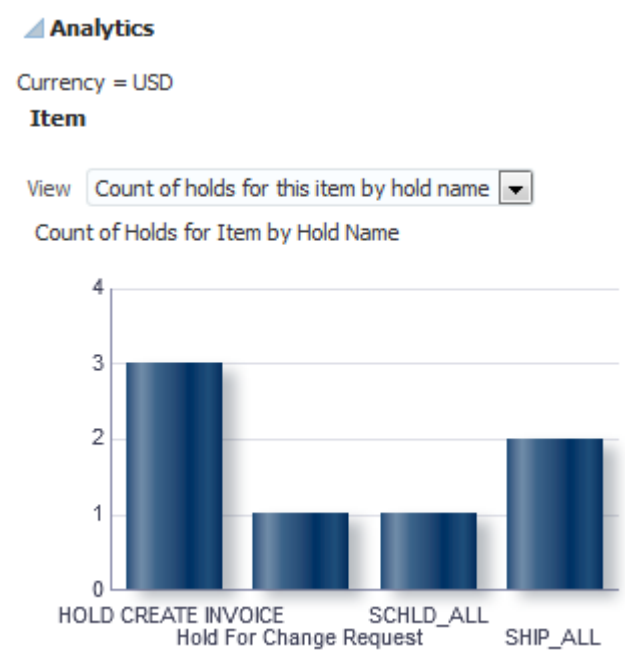 Analytics
Currency = USD
Item
View Count of holds for this item by hold name
Count of Holds for Item by Hold Name
4
3
2
1
0
HOLD CREATE INVOICE SCHLD_ALL
Hold For Change Request SHIP_ALL